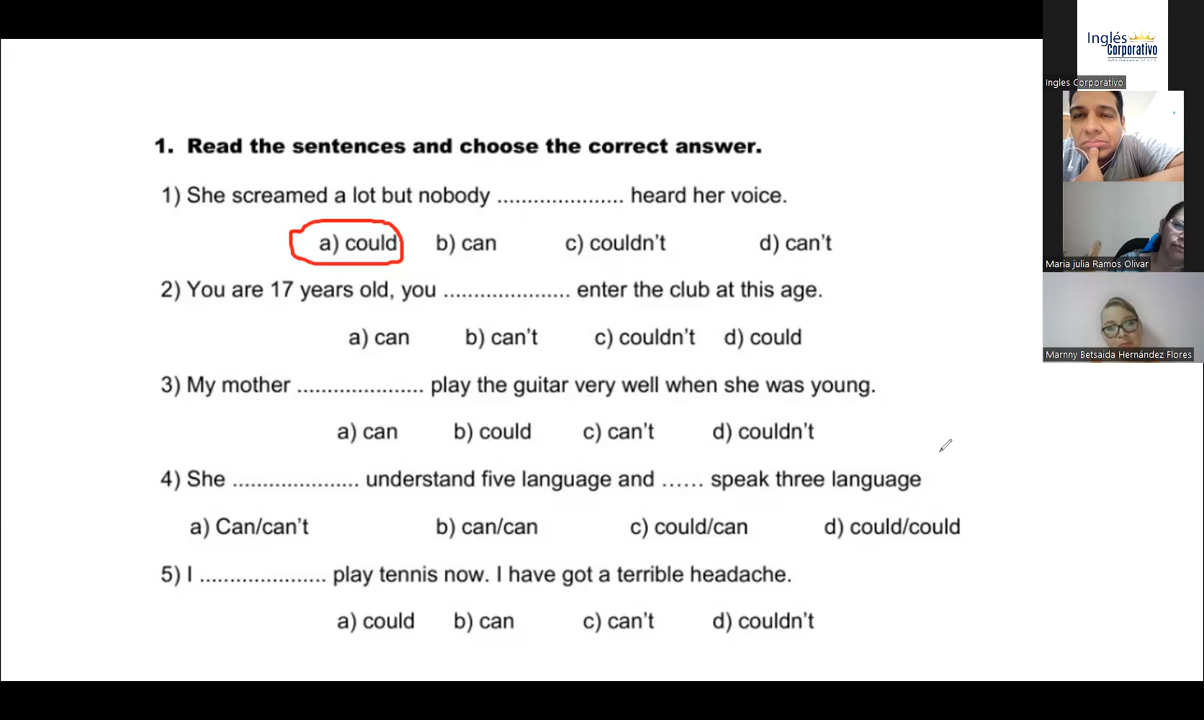 Inglés
Corporativo
Ingles Corporativo
1. Read the sentences and choose the correct answer.
1) She screamed a lot but nobody ..................... heard her voice.
a) could b) can c) couldn't d) can't
2) You are 17 years old, you ..................... enter the club at this age.
a) can b) can't c) couldn't d) could
3) My mother ..................... play the guitar very well when she was young.
a) can b) could c) can't d) couldn't
4) She ..................... understand five language and ...... speak three language
a) Can/can't b) can/can c) could/can d) could/could
5) I ..................... play tennis now. I have got a terrible headache.
a) could b) can c) can't d) couldn't
Maria julia Ramos Olivar
Marnny Betsaida Hernández Flores